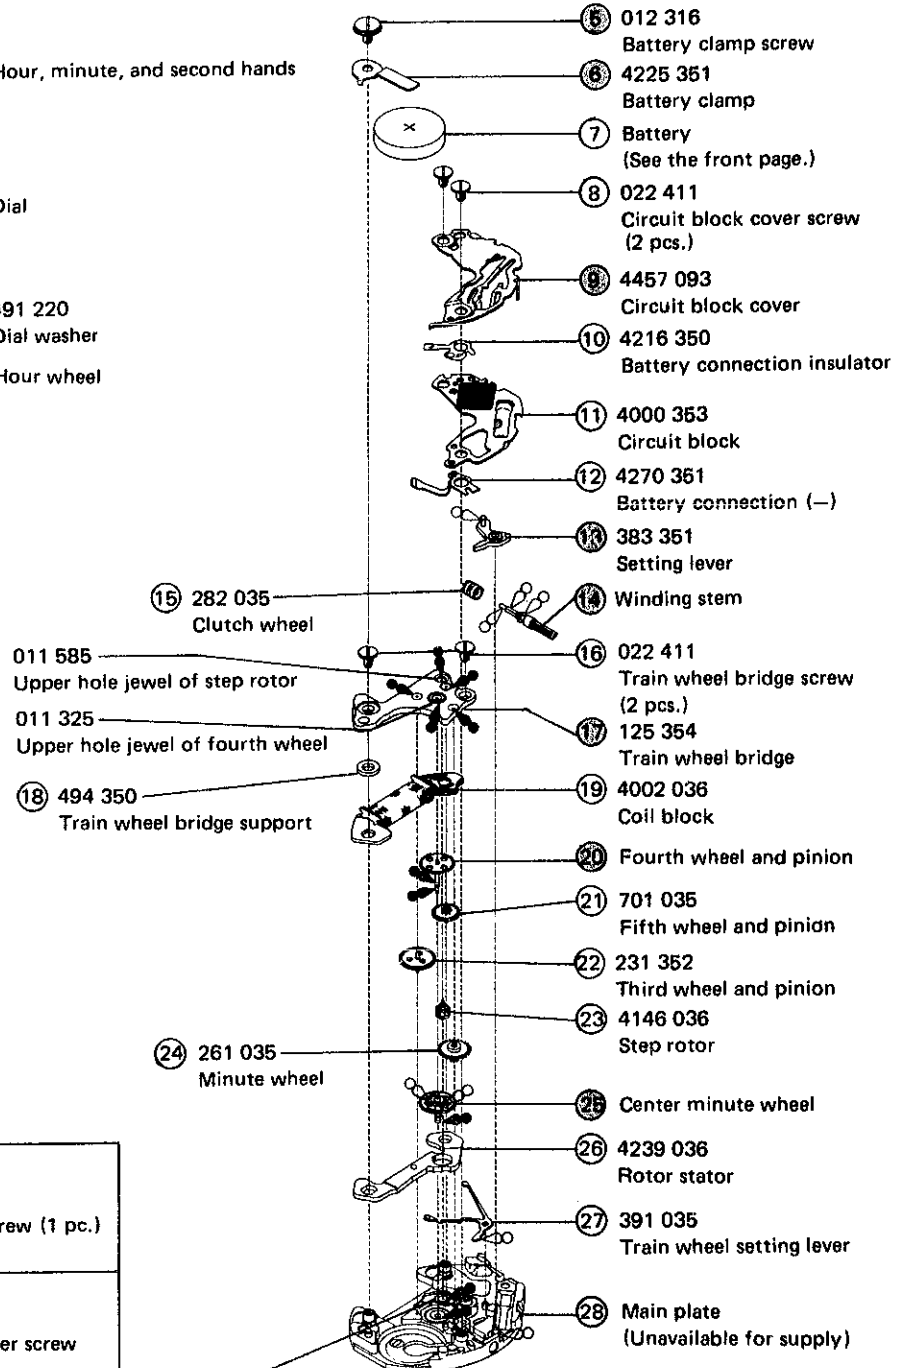 5 012 316
Battery clamp screw
Hour, minute, and second hands
6 4225 351
Battery clamp
7 Battery
(See the front page.)
Dial
8 022 411
Circuit block cover screw
(2 pcs.)
9 4457 093
Circuit block cover
91 220
Dial washer
10 4216 350
Battery connection insulator
Hour wheel
11 4000 353
Circuit block
12 4270 351
Battery connection (—)
13 383 351
Setting lever
14 Winding stem
15 282 035
Clutch wheel
16 022 411
Train wheel bridge screw
(2 pcs.)
011 585
Upper hole jewel of step rotor
011 325
Upper hole jewel of fourth wheel
17 125 354
Train wheel bridge
18 494 350
Train wheel bridge support
19 4002 036
Coil block
20 Fourth wheel and pinion
21 701 035
Fifth wheel and pinion
22 231 352
Third wheel and pinion
23 4146 036
Step rotor
24 261 035
Minute wheel
25 Center minute wheel
26 4239 036
Rotor stator
rew (1 pc.)
27 391 035
Train wheel setting lever
28 Main plate
(Unavailable for supply)
er screw